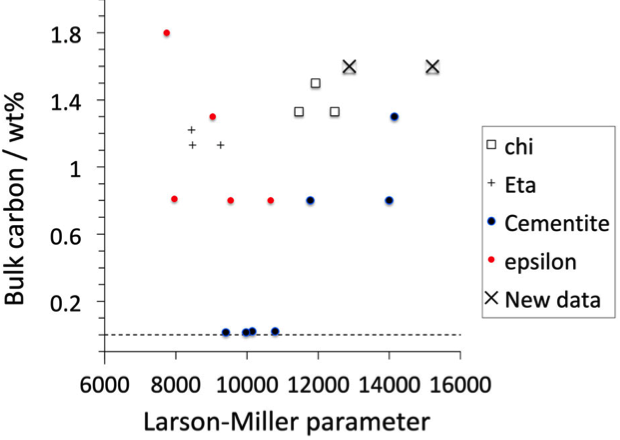 1.8
1.4
1
0.6
0.2
Bulk carbon / wt%
6000 8000 10000 12000 14000 16000
Larson-Miller parameter
chi
Eta
Cementite
epsilon
New data